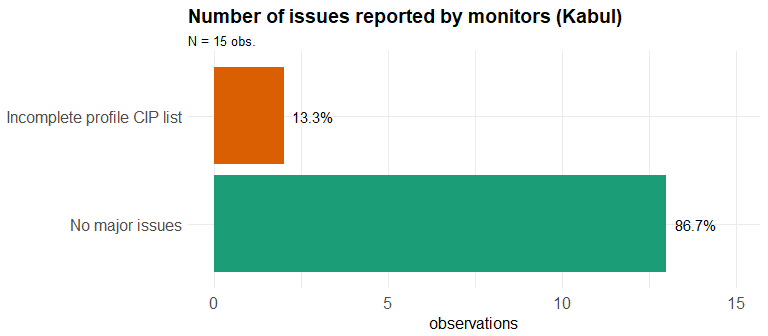 Number of issues reported by monitors (Kabul)
N = 15 obs.
Incomplete profile CIP list
13.3%
No major issues
86.7%
0 5 10 15
observations